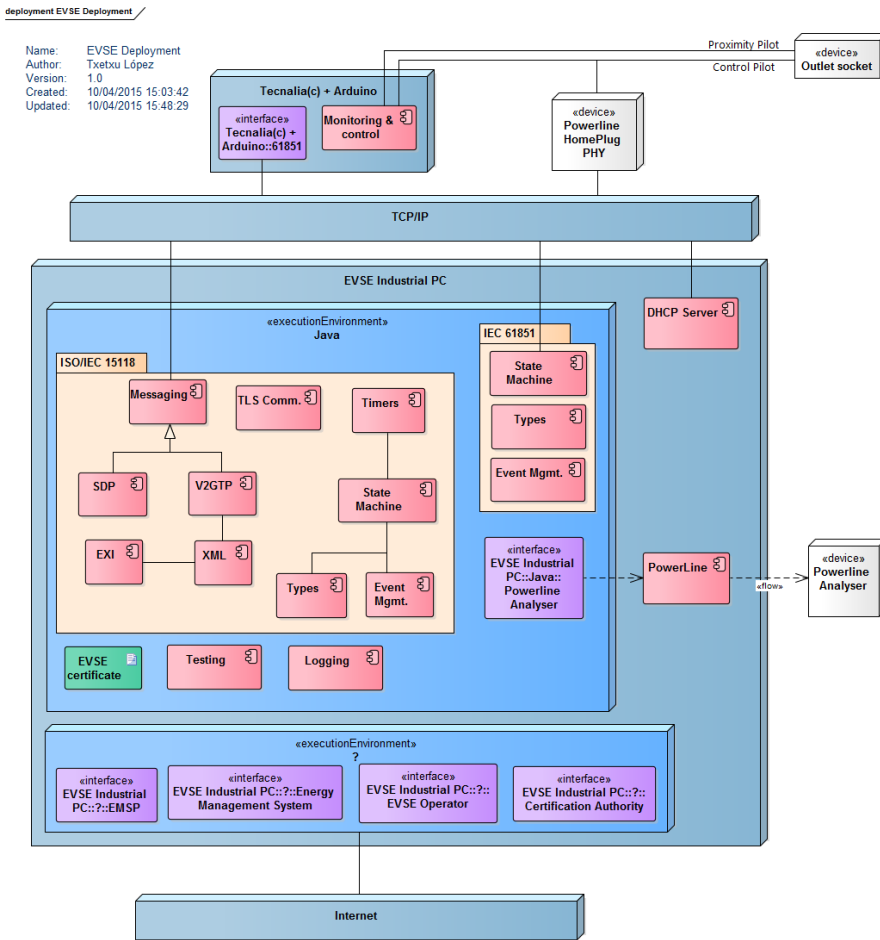 deployment EVSE Deployment
Name: EVSE Deployment
Author: Txetxu López
Version: 1.0
Created: 10/04/2015 15:03:42
Updated: 10/04/2015 15:48:29
Proximity Pilot
Control Pilot
«device»
Outlet socket
Tecnalia(c) + Arduino
«interface»
Tecnalia(c) +
Arduino::61851
Monitoring &
control
«device»
Powerline
HomePlug
PHY
TCP/IP
EVSE Industrial PC
«executionEnvironment»
Java
DHCP Server
ISO/IEC 15118
Messaging
TLS Comm.
Timers
SDP
V2GTP
State
Machine
EXI
XML
Types
Event
Mgmt.
IEC 61851
State
Machine
Types
Event Mgmt.
«interface»
EVSE Industrial
PC::Java::
Powerline
Analyser
PowerLine
«flow»
«device»
Powerline
Analyser
EVSE
certificate
Testing
Logging
«executionEnvironment»
?
«interface»
EVSE Industrial
PC::?::EMSP
«interface»
EVSE Industrial PC::?::Energy
Management System
«interface»
EVSE Industrial PC::?::
EVSE Operator
«interface»
EVSE Industrial PC::?::
Certification Authority
Internet